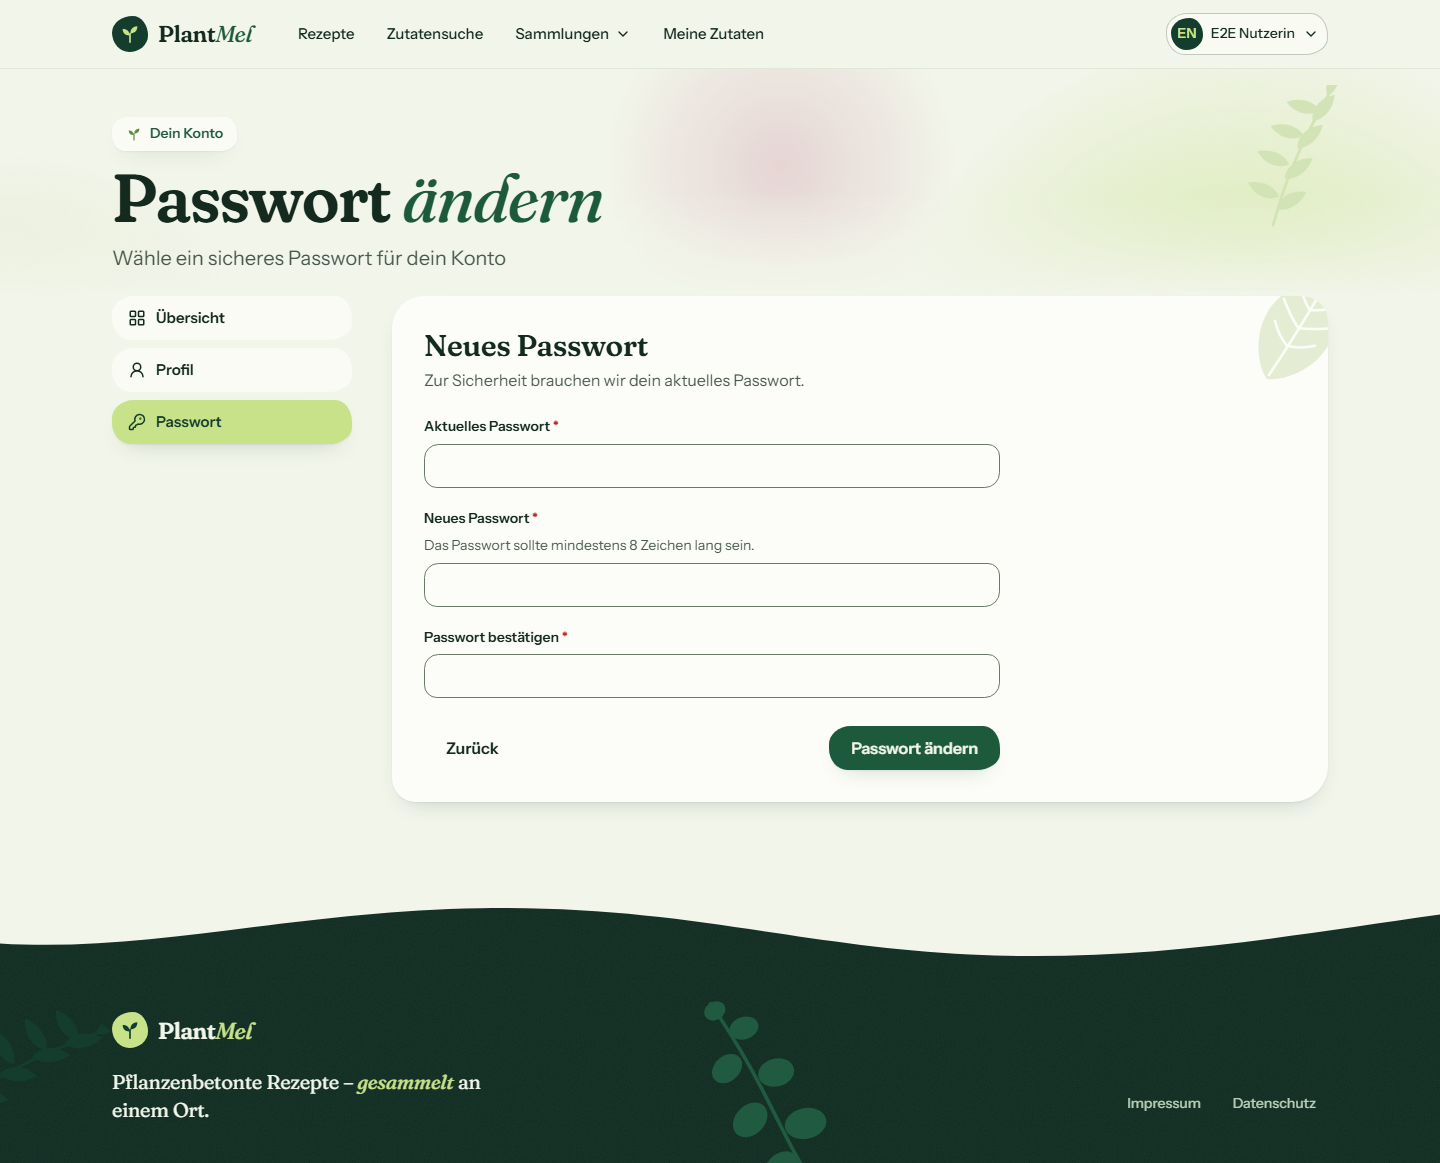 PlantMel
Rezepte
Zutatensuche
Sammlungen
Meine Zutaten
EN
E2E Nutzerin
Dein Konto
Passwort ändern
Wähle ein sicheres Passwort für dein Konto
Übersicht
Profil
Passwort
Neues Passwort
Zur Sicherheit brauchen wir dein aktuelles Passwort.
Aktuelles Passwort *
Neues Passwort *
Das Passwort sollte mindestens 8 Zeichen lang sein.
Passwort bestätigen *
Zurück
Passwort ändern
PlantMel
Pflanzenbetonte Rezepte – gesammelt an
einem Ort.
Impressum
Datenschutz